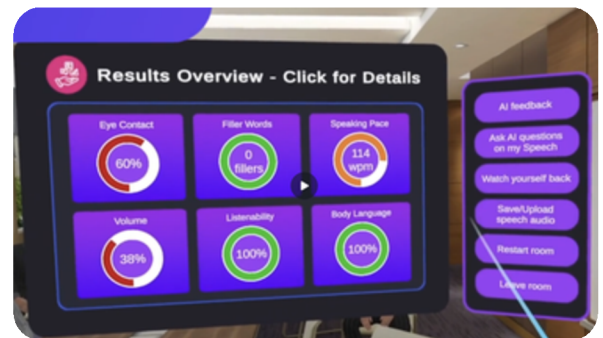 Results Overview - Click for Details
Eye Contact
60%
Filler Words
0
fillers
Speaking Pace
114
wpm
Volume
38%
Listenability
100%
Body Language
100%
AI feedback
Ask AI questions
on my Speech
Watch yourself back
Save/Upload
speech audio
Restart room
Leave room